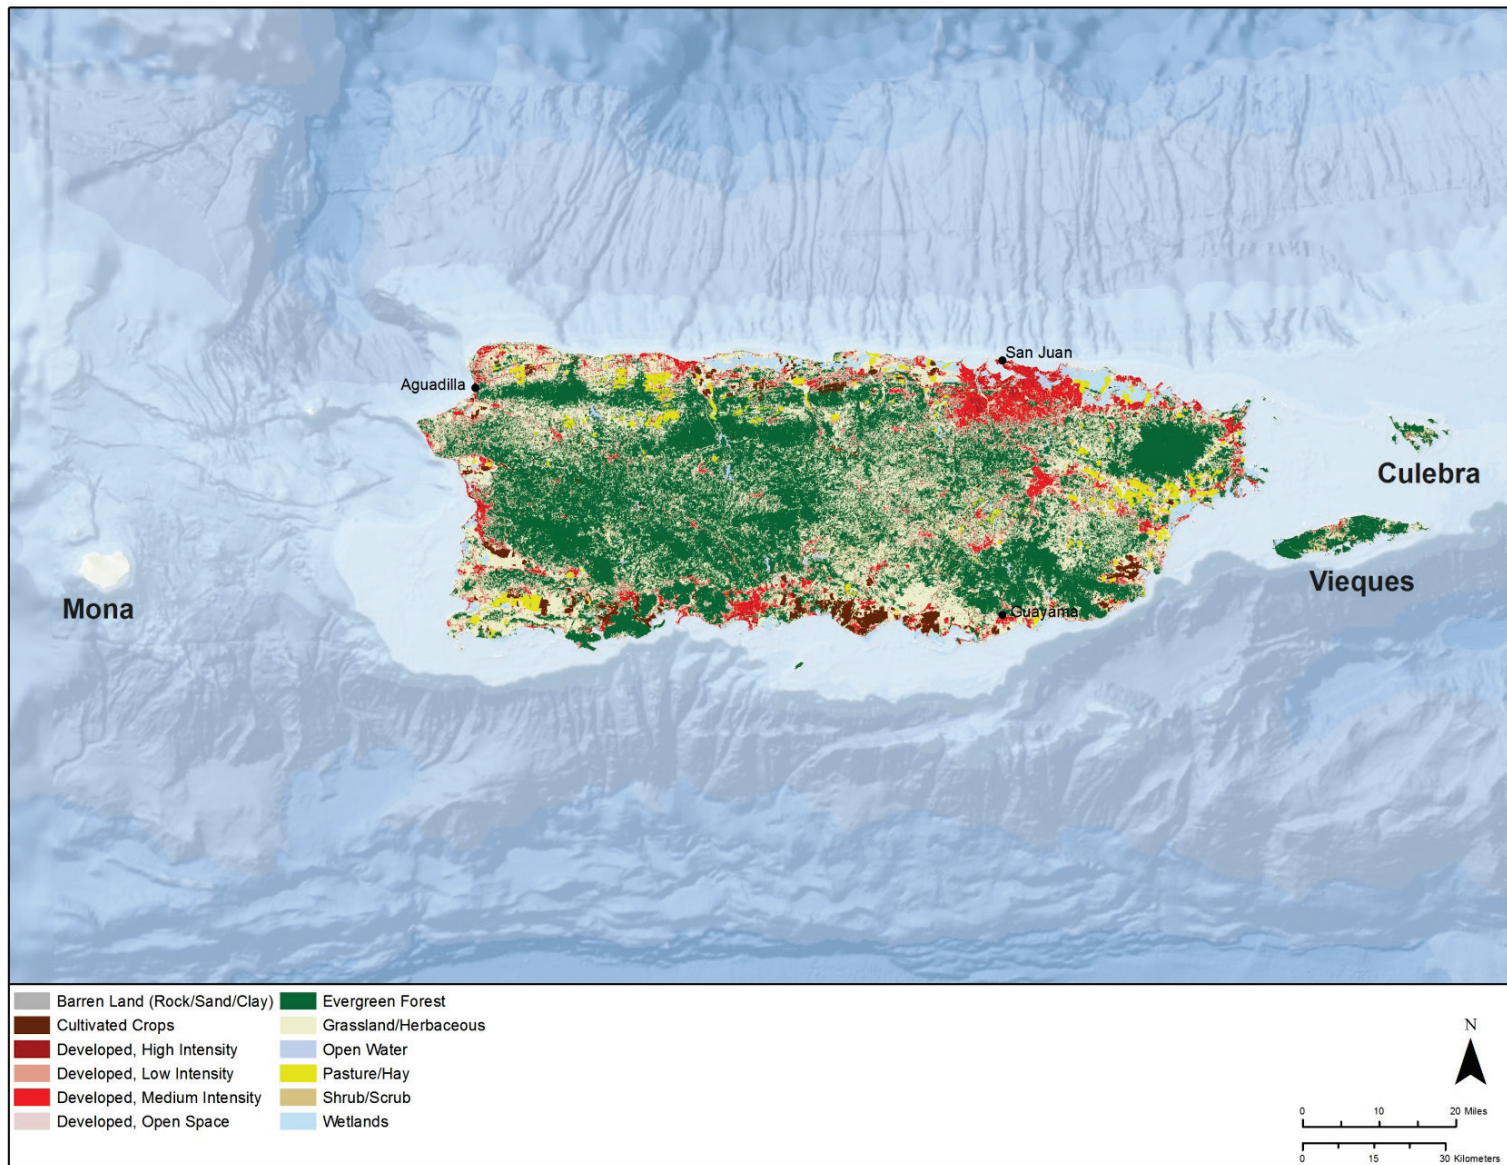 San Juan
Aguadilla
Culebra
Vieques
Mona
Guayama
Barren Land (Rock/Sand/Clay)
Cultivated Crops
Developed, High Intensity
Developed, Low Intensity
Developed, Medium Intensity
Developed, Open Space
Evergreen Forest
Grassland/Herbaceous
Open Water
Pasture/Hay
Shrub/Scrub
Wetlands
N
0 10 20 Miles
0 15 30 Kilometers